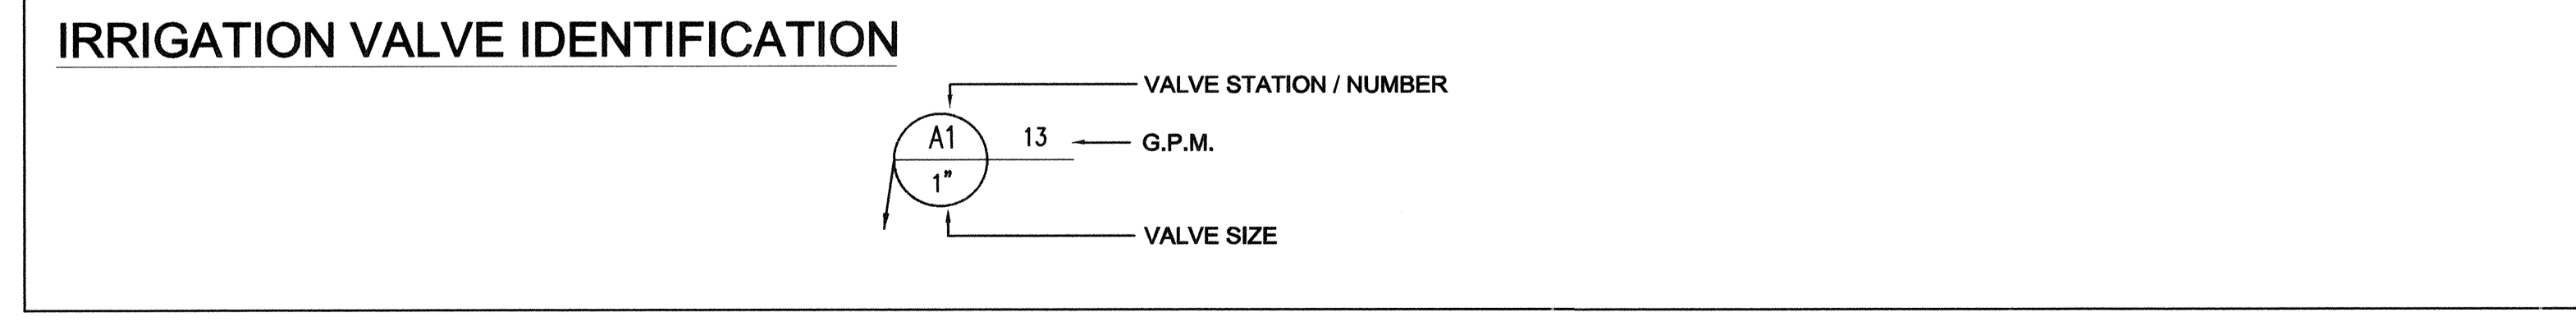 IRRIGATION VALVE IDENTIFICATION
VALVE STATION / NUMBER
A1 13 G.P.M.
1"
VALVE SIZE